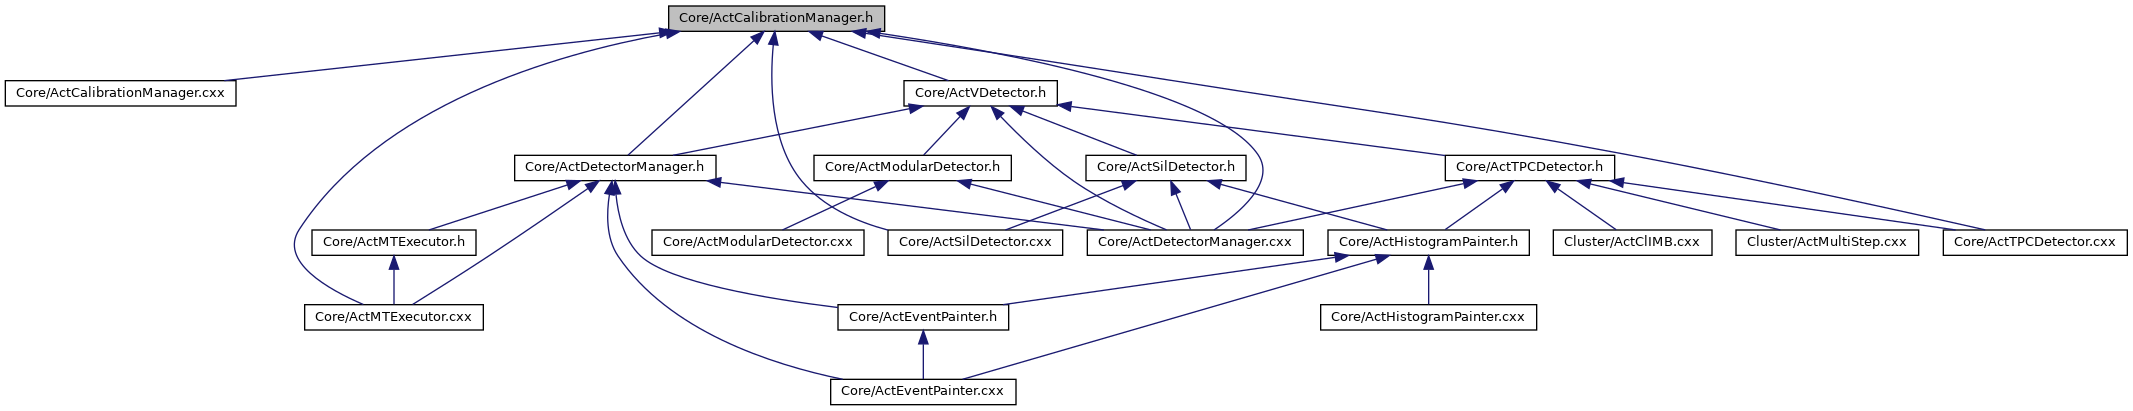 Core/ActCalibrationManager.h
Core/ActCalibrationManager.cxx
Core/ActVDetector.h
Core/ActDetectorManager.h
Core/ActModularDetector.h
Core/ActSilDetector.h
Core/ActTPCDetector.h
Core/ActMTExecutor.h
Core/ActModularDetector.cxx
Core/ActSilDetector.cxx
Core/ActDetectorManager.cxx
Core/ActHistogramPainter.h
Cluster/ActClIMB.cxx
Cluster/ActMultiStep.cxx
Core/ActTPCDetector.cxx
Core/ActMTExecutor.cxx
Core/ActEventPainter.h
Core/ActHistogramPainter.cxx
Core/ActEventPainter.cxx